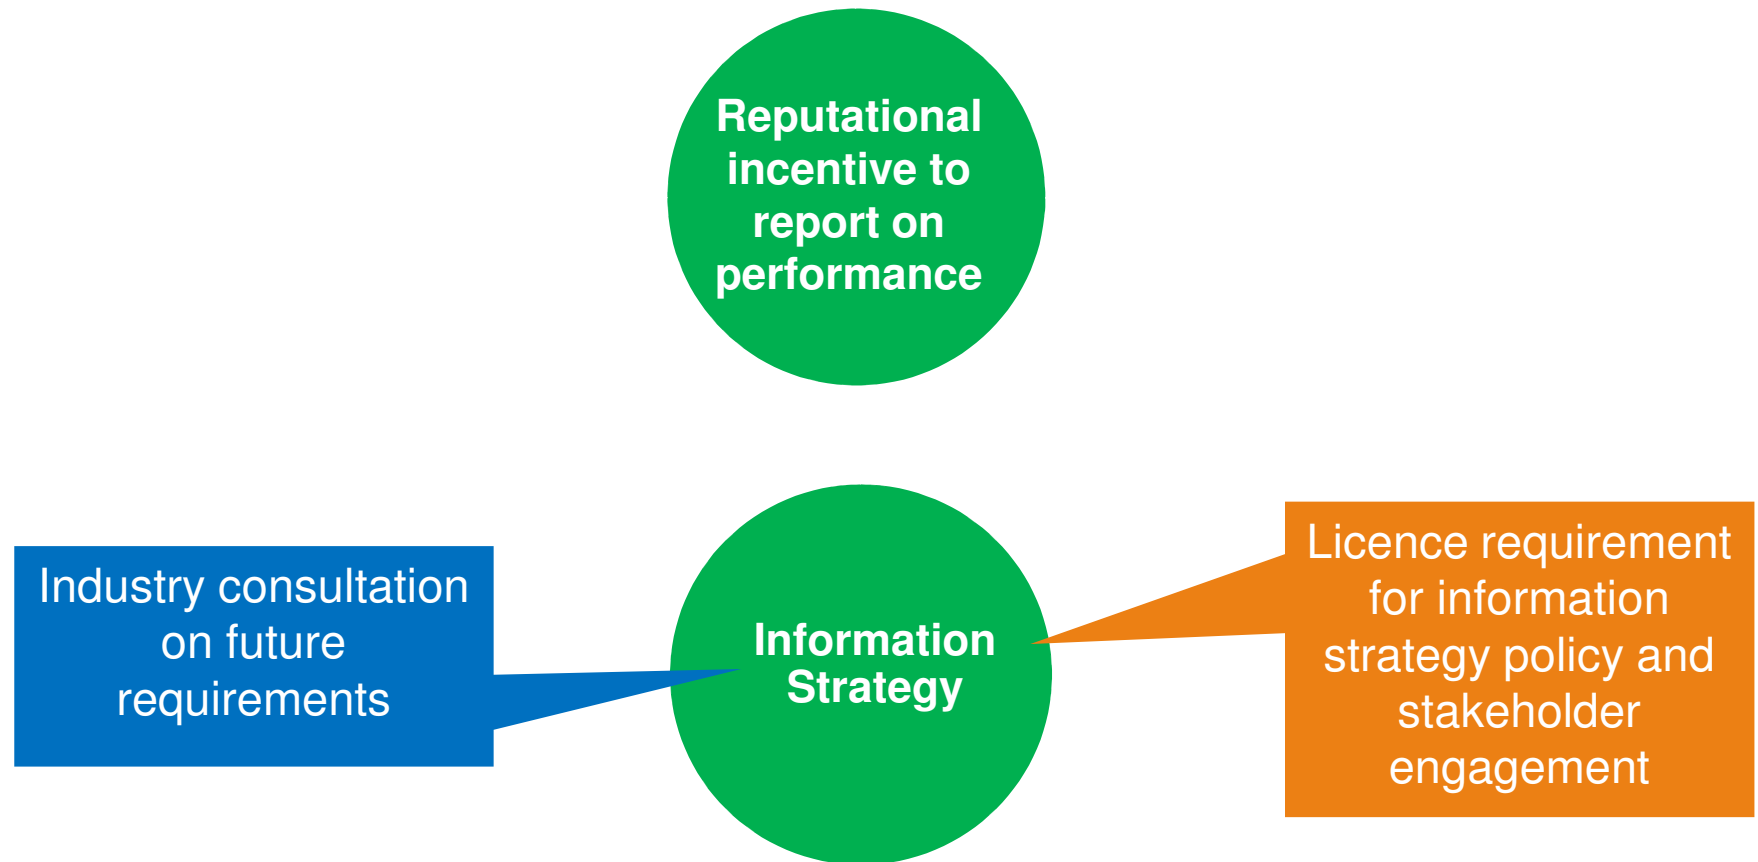 Reputational
incentive to
report on
performance
Industry consultation
on future
requirements
Information
Strategy
Licence requirement
for information
strategy policy and
stakeholder
engagement